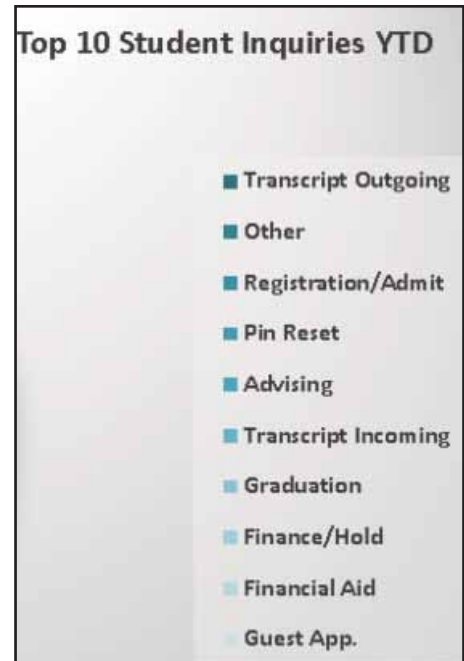 Top 10 Student Inquiries YTD
Transcript Outgoing
Other
Registration/Admit
Pin Reset
Advising
Transcript Incoming
Graduation
Finance/Hold
Financial Aid
Guest App.